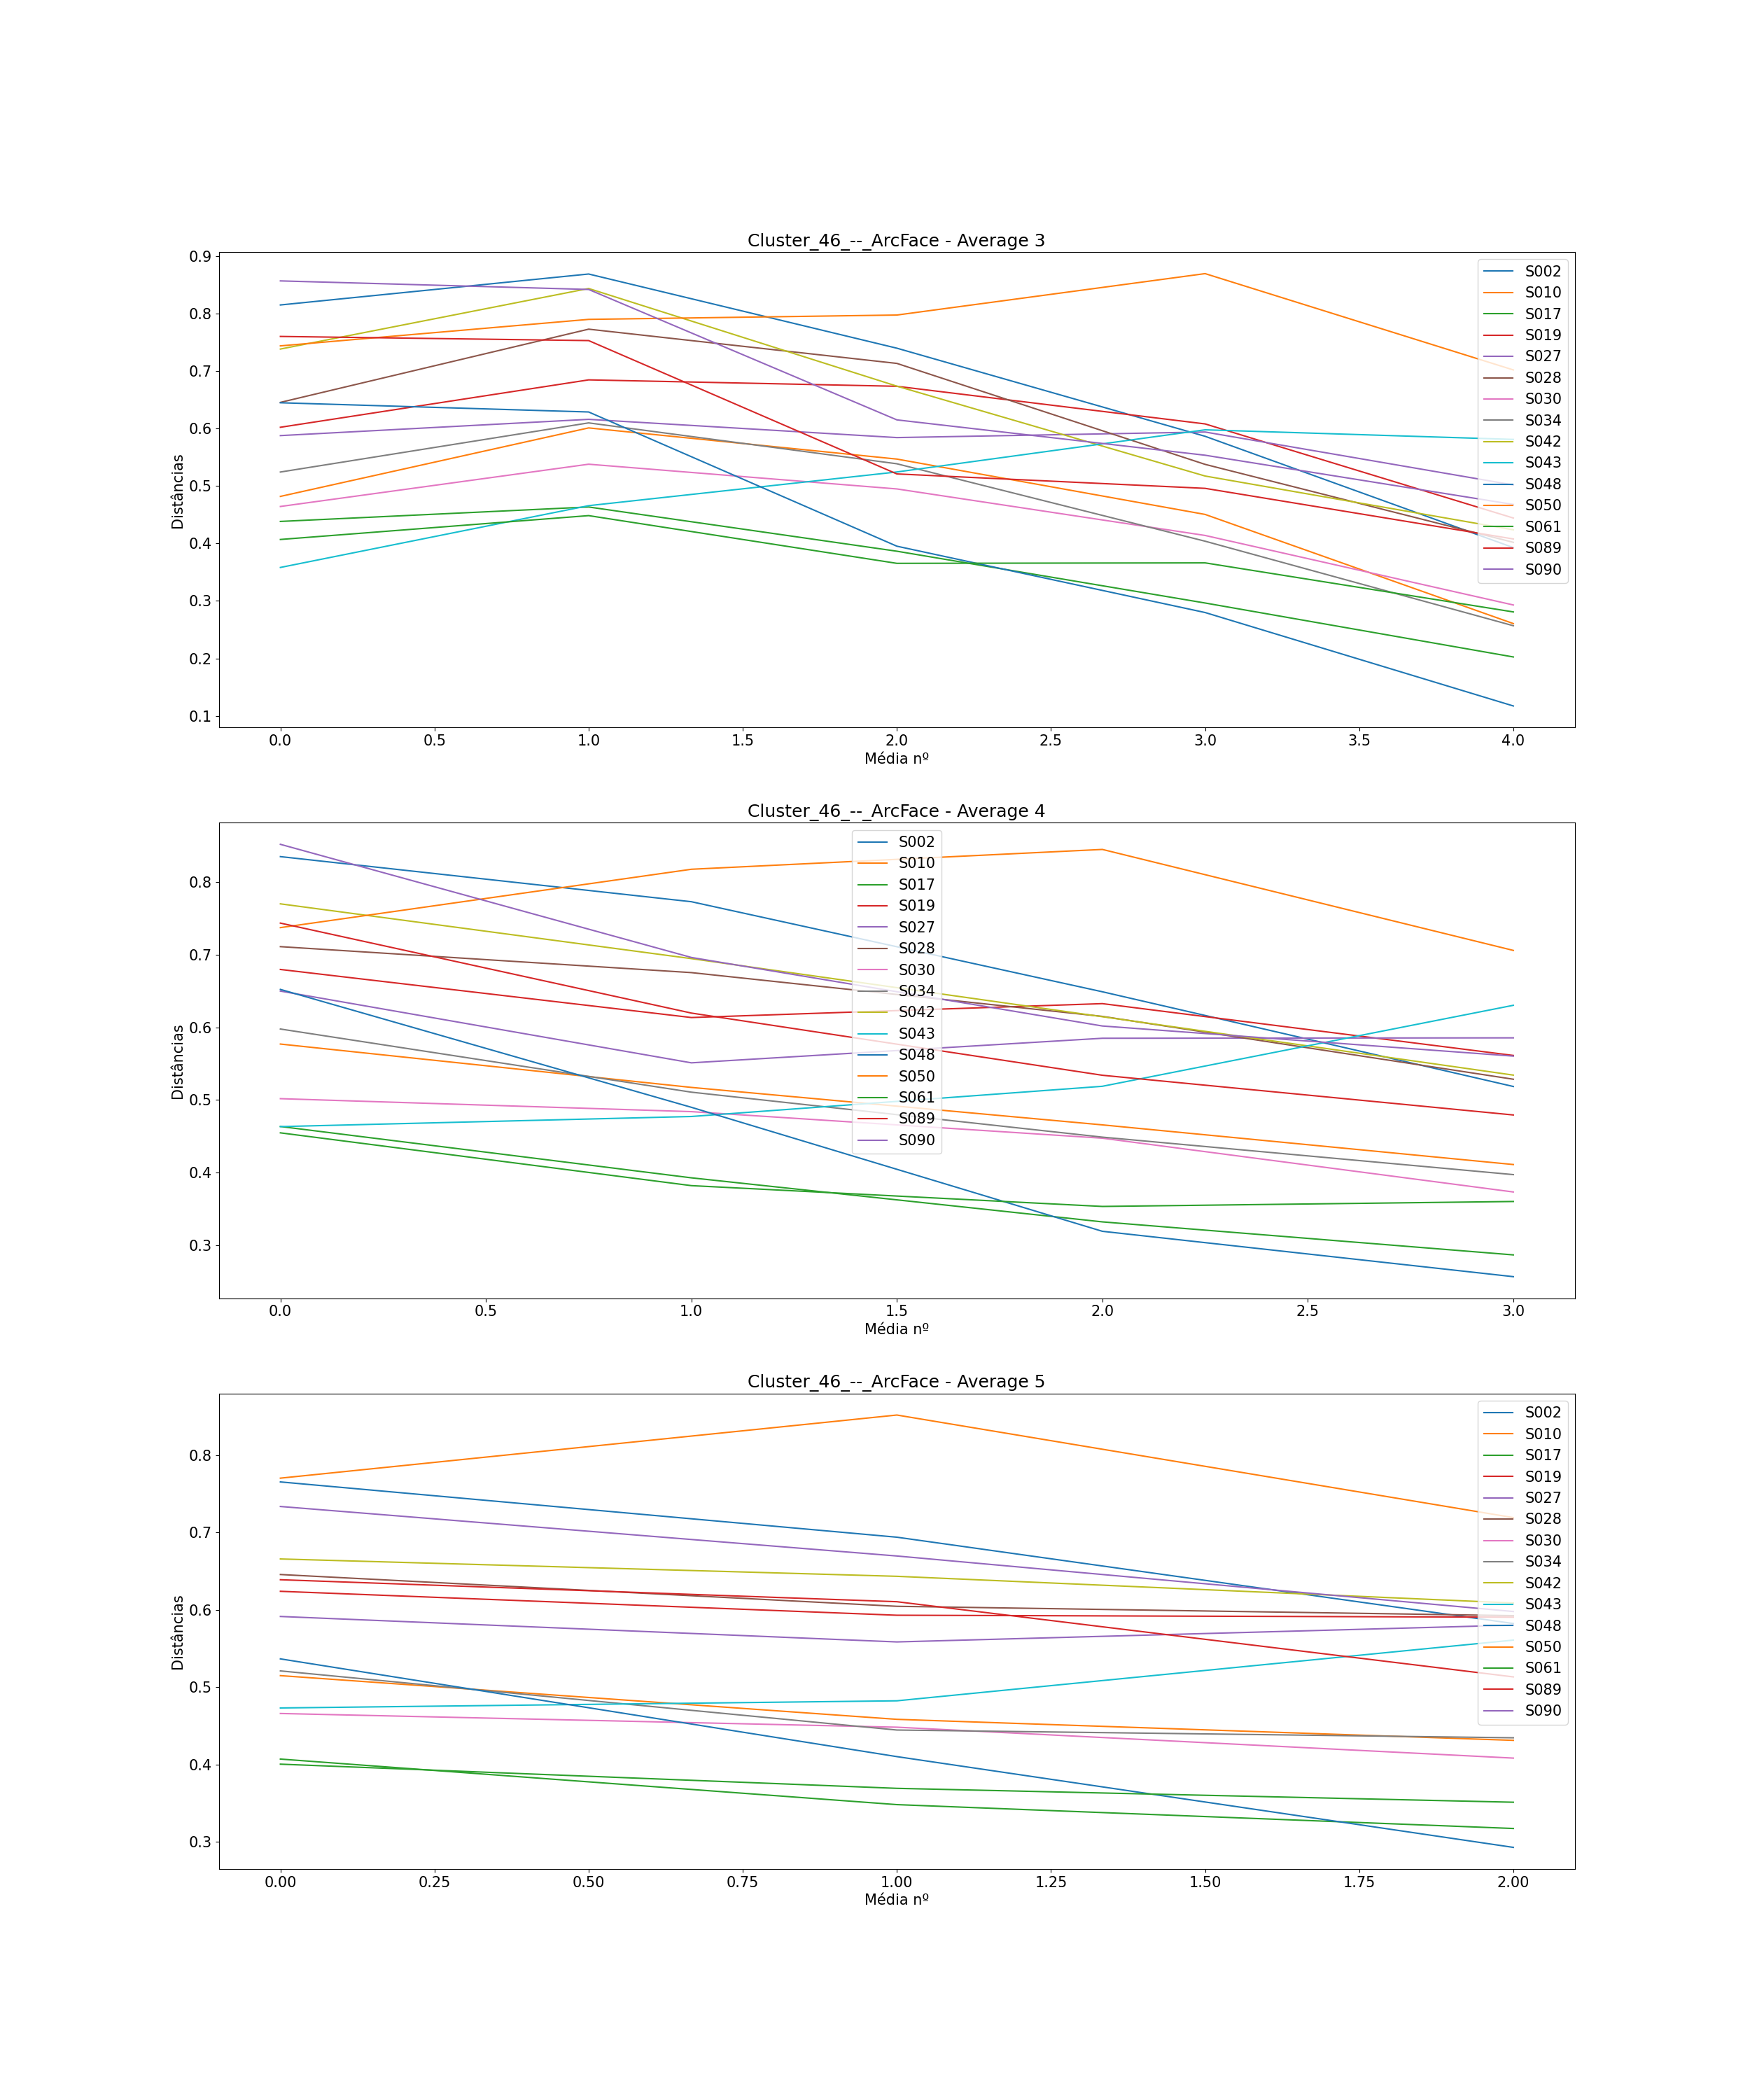 Cluster_46_--_ArcFace - Average 3
0.9
0.8
0.7
0.6
0.5
0.4
0.3
0.2
0.1
Distâncias
S002
S010
S017
S019
S027
S028
S030
S034
S042
S043
S048
S050
S061
S089
S090
0.0 0.5 1.0 1.5 2.0 2.5 3.0 3.5 4.0
Média nº
Cluster_46_--_ArcFace - Average 4
0.8
0.7
0.6
0.5
0.4
0.3
Distâncias
S002
S010
S017
S019
S027
S028
S030
S034
S042
S043
S048
S050
S061
S089
S090
0.0 0.5 1.0 1.5 2.0 2.5 3.0
Média nº
Cluster_46_--_ArcFace - Average 5
0.8
0.7
0.6
0.5
0.4
0.3
Distâncias
S002
S010
S017
S019
S027
S028
S030
S034
S042
S043
S048
S050
S061
S089
S090
0.00 0.25 0.50 0.75 1.00 1.25 1.50 1.75 2.00
Média nº